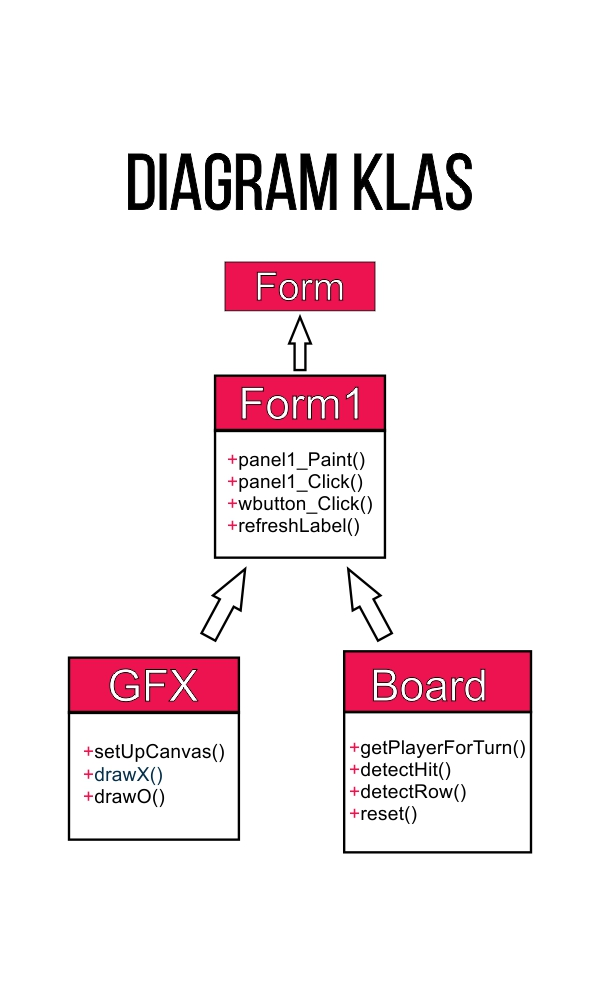 DIAGRAM KLAS
Form
Form1
+panel1_Paint()
+panel1_Click()
+wbutton_Click()
+refreshLabel()
GFX
+setUpCanvas()
+drawX()
+drawO()
Board
+getPlayerForTurn()
+detectHit()
+detectRow()
+reset()